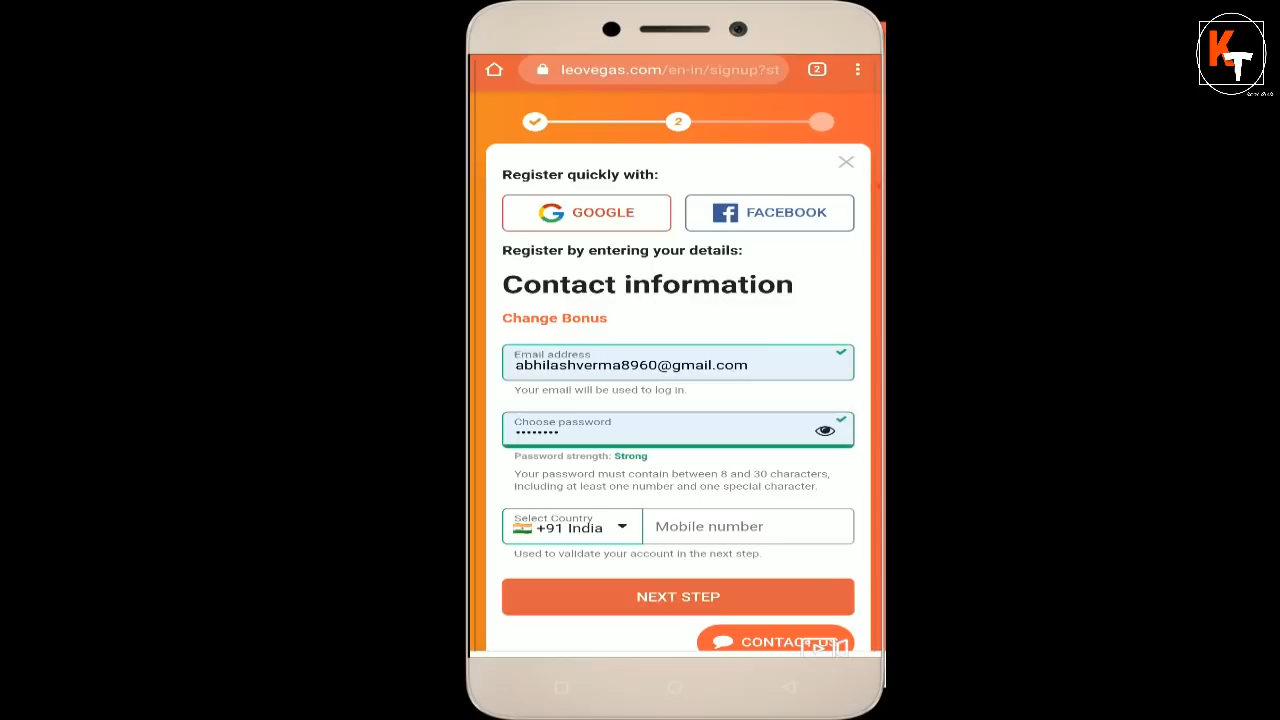 KT
leovegas.com/en-in/signup?st
2
2
Register quickly with:
GOOGLE
FACEBOOK
Register by entering your details:
Contact information
Change Bonus
Email address
abhilashverma8960@gmail.com
Your email will be used to log in.
Choose password
••••••••
Password strength: Strong
Your password must contain between 8 and 30 characters,
including at least one number and one special character.
Select Country
+91 India
Mobile number
Used to validate your account in the next step.
NEXT STEP
CONTACT US